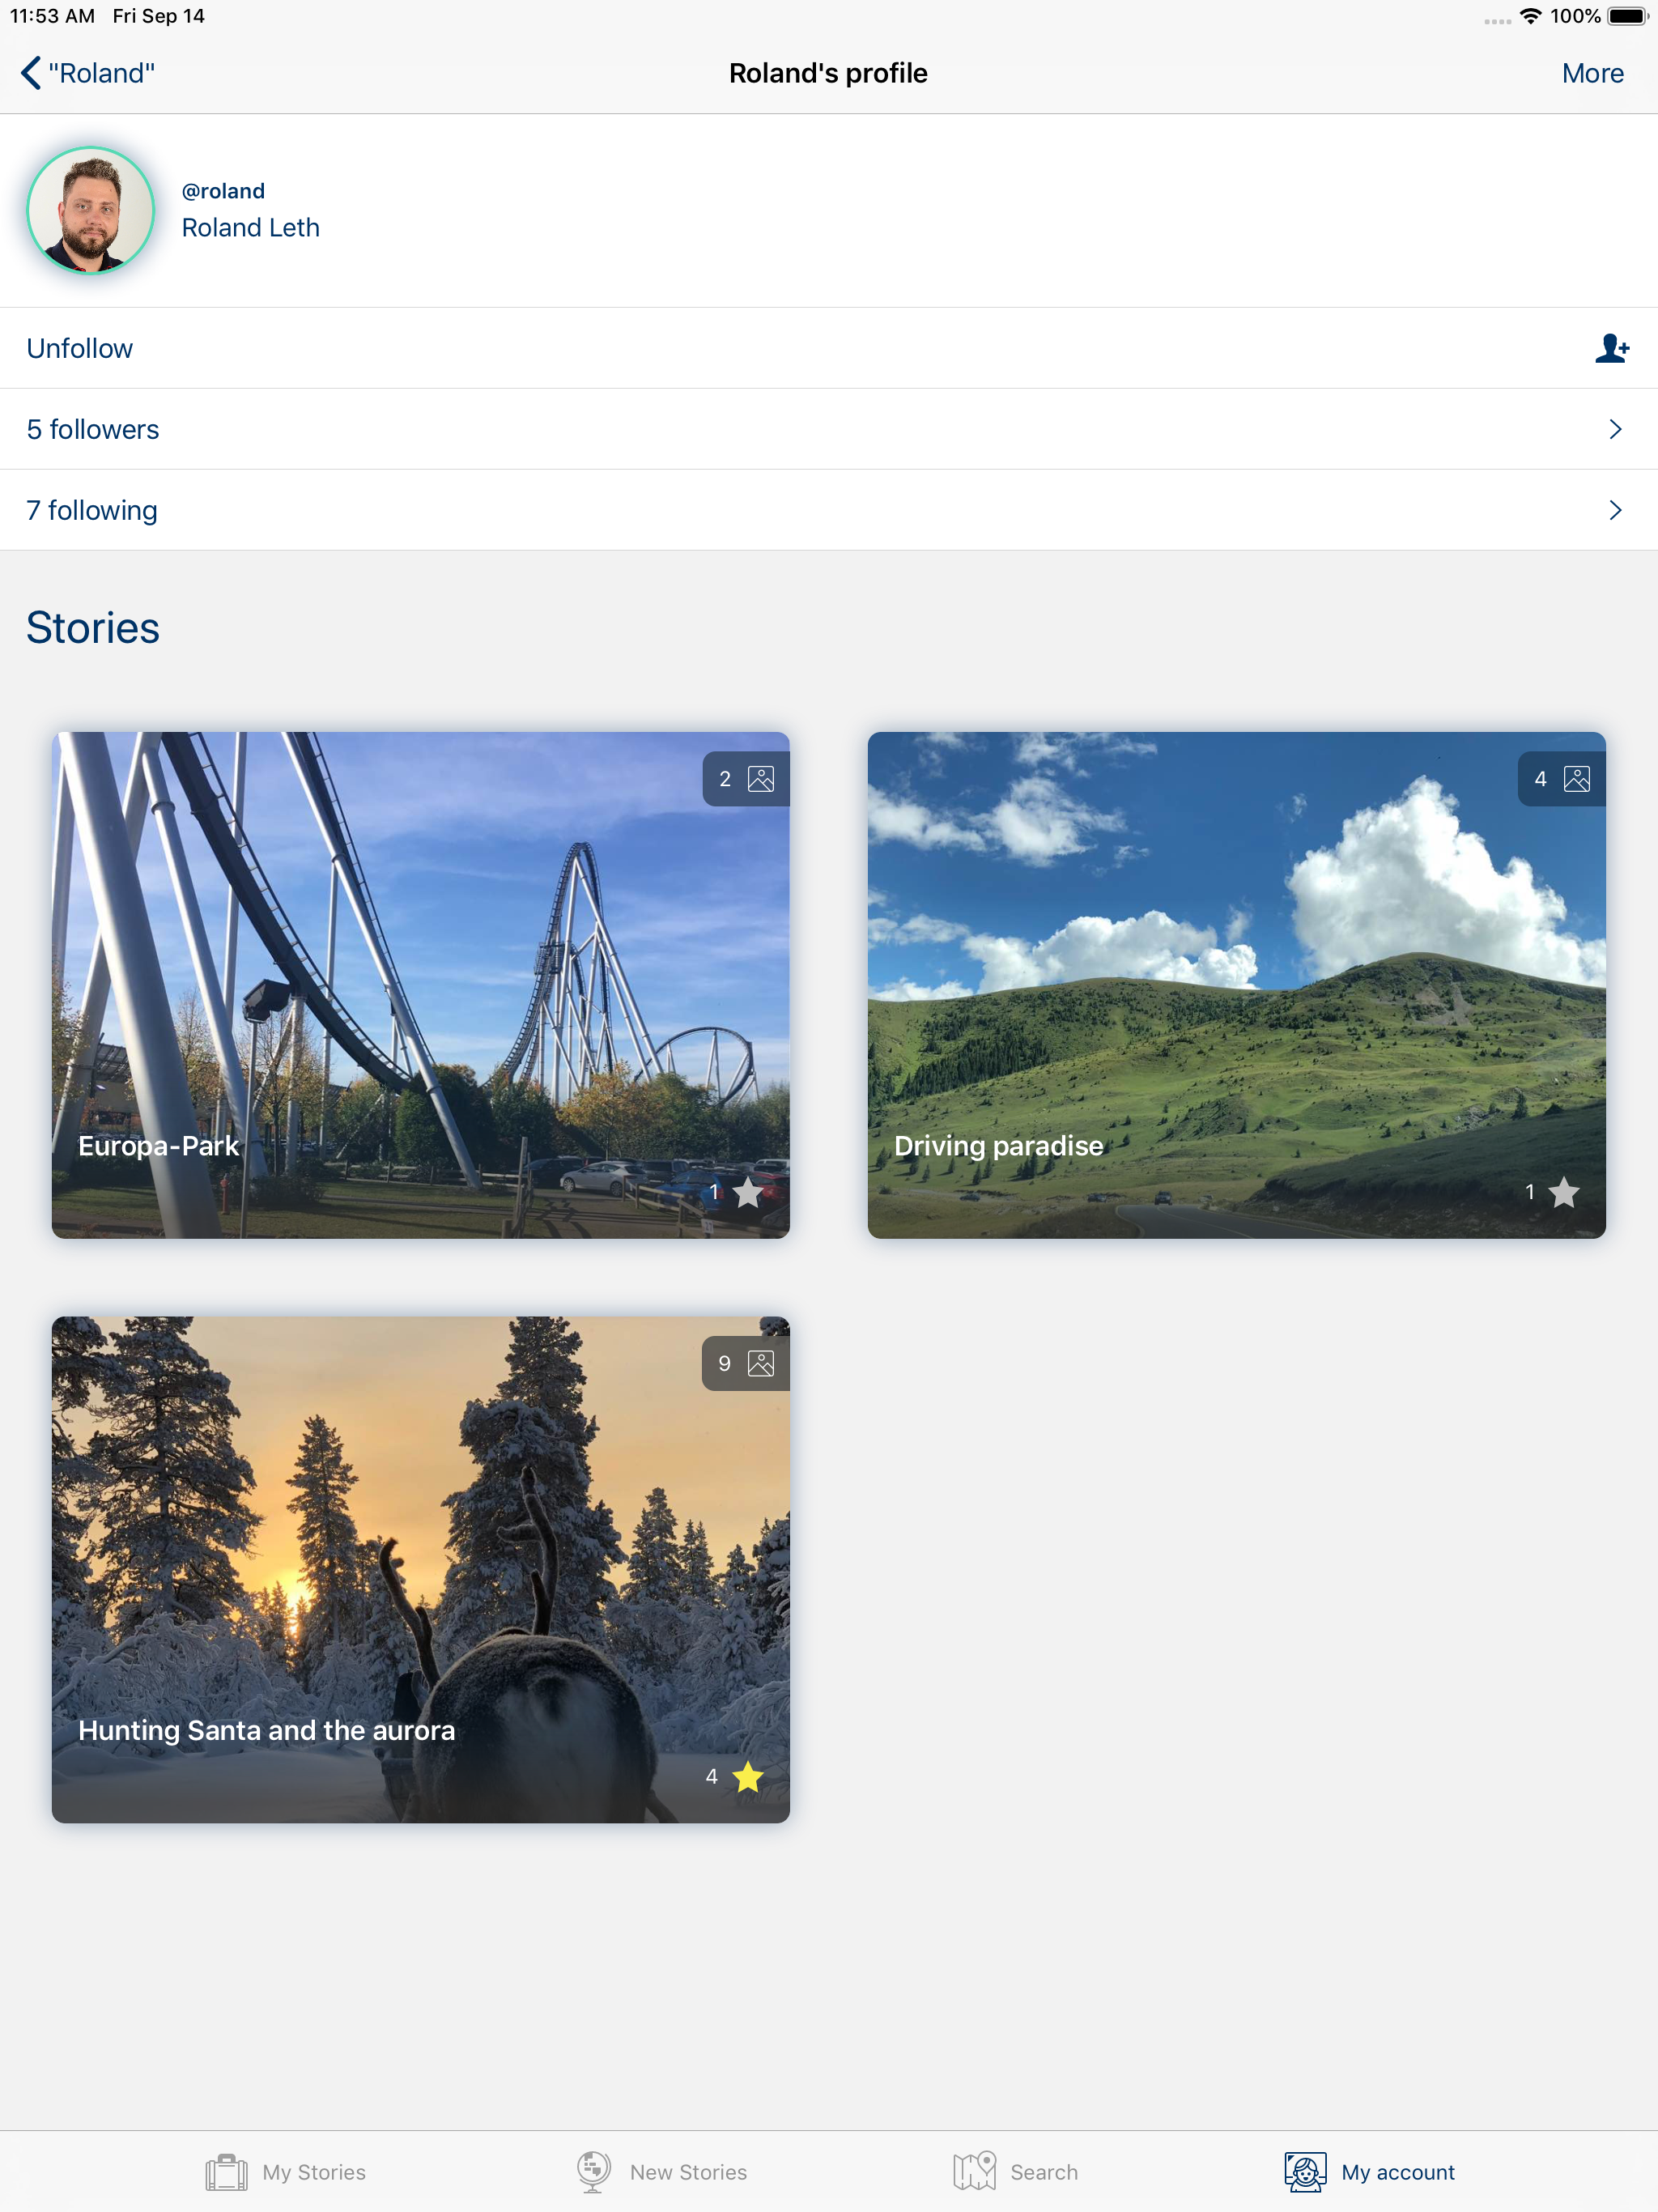 11:53 AM Fri Sep 14
100%
"Roland"
Roland's profile
More
@roland
Roland Leth
Unfollow
5 followers
7 following
Stories
2
4
Europa-Park
1
Driving paradise
1
9
Hunting Santa and the aurora
4
My Stories
New Stories
Search
My account